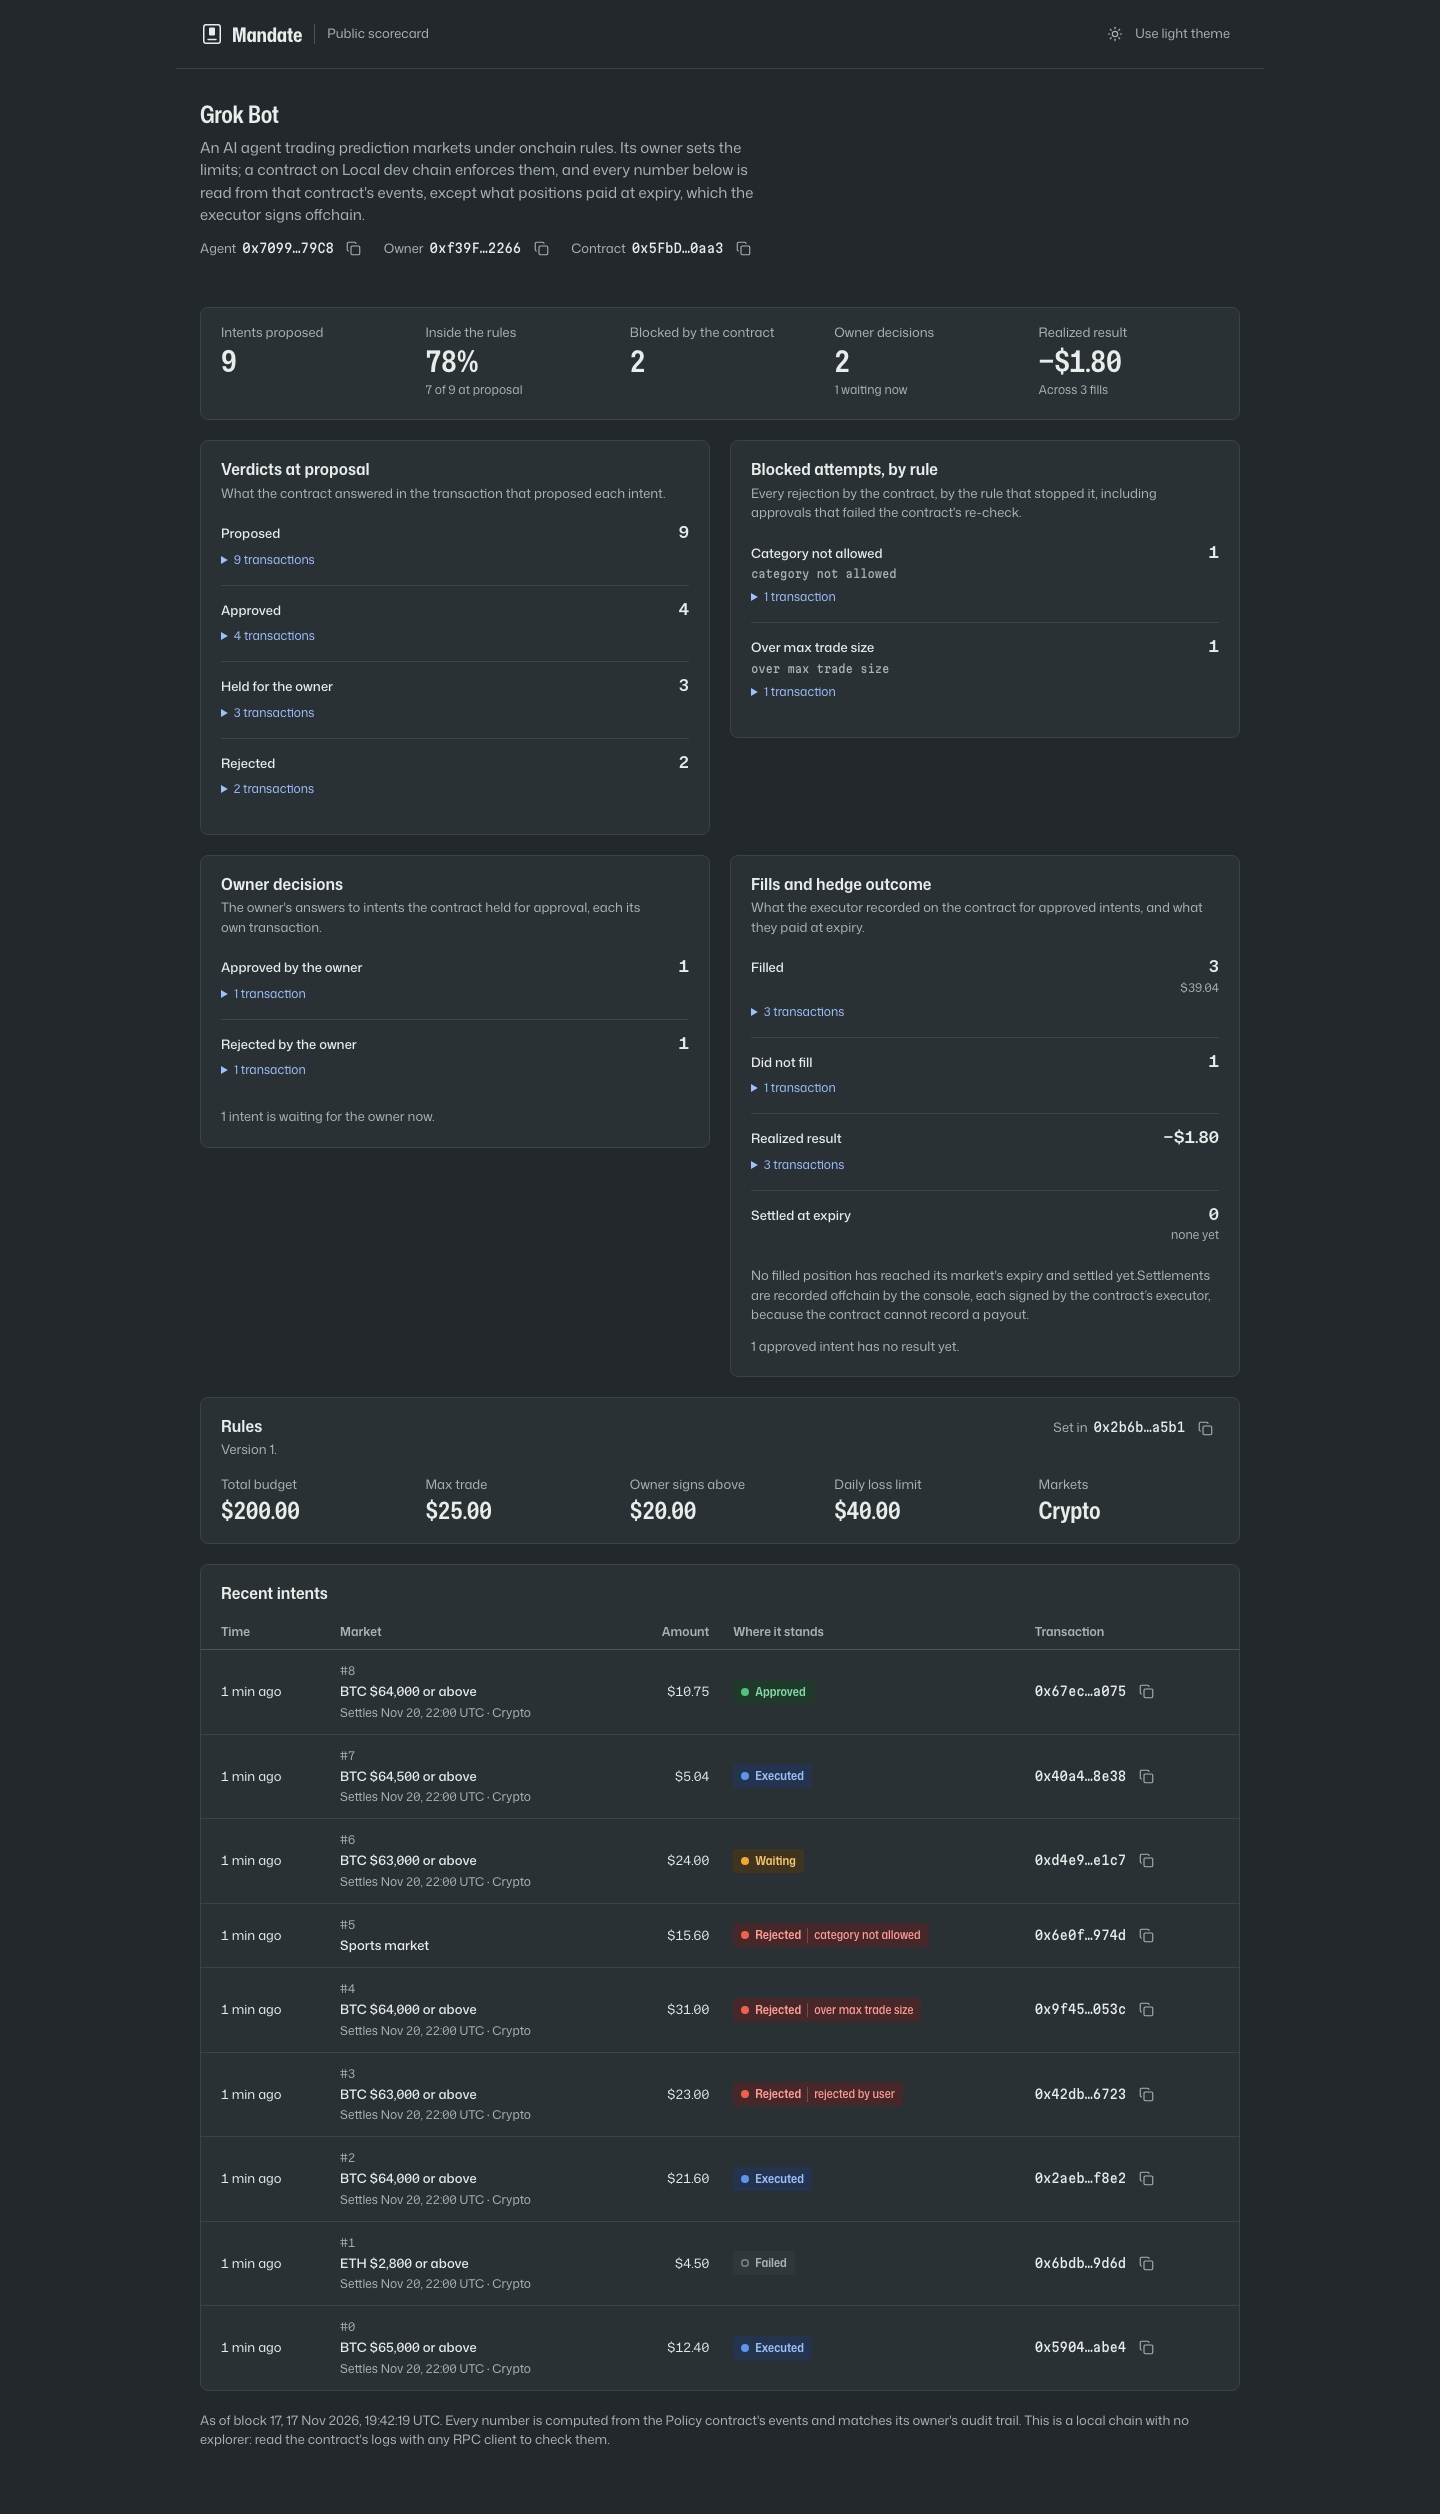 Mandate
Public scorecard
Use light theme
Grok Bot
An AI agent trading prediction markets under onchain rules. Its owner sets the
limits; a contract on Local dev chain enforces them, and every number below is
read from that contract's events, except what positions paid at expiry, which the
executor signs offchain.
Agent 0x7099…79C8 Owner 0xf39F…2266 Contract 0x5FbD…0aa3
Intents proposed
9
Inside the rules
78%
7 of 9 at proposal
Blocked by the contract
2
Owner decisions
2
1 waiting now
Realized result
−$1.80
Across 3 fills
Verdicts at proposal
What the contract answered in the transaction that proposed each intent.
Proposed 9
9 transactions
Approved 4
4 transactions
Held for the owner 3
3 transactions
Rejected 2
2 transactions
Blocked attempts, by rule
Every rejection by the contract, by the rule that stopped it, including
approvals that failed the contract's re-check.
Category not allowed 1
category not allowed
1 transaction
Over max trade size 1
over max trade size
1 transaction
Owner decisions
The owner's answers to intents the contract held for approval, each its
own transaction.
Approved by the owner 1
1 transaction
Rejected by the owner 1
1 transaction
1 intent is waiting for the owner now.
Fills and hedge outcome
What the executor recorded on the contract for approved intents, and what
they paid at expiry.
Filled 3
$39.04
3 transactions
Did not fill 1
1 transaction
Realized result −$1.80
3 transactions
Settled at expiry 0
none yet
No filled position has reached its market's expiry and settled yet.Settlements
are recorded offchain by the console, each signed by the contract's executor,
because the contract cannot record a payout.
1 approved intent has no result yet.
Rules
Version 1.
Set in 0x2b6b…a5b1
Total budget
$200.00
Max trade
$25.00
Owner signs above
$20.00
Daily loss limit
$40.00
Markets
Crypto
Recent intents
Time Market Amount Where it stands Transaction
#8
1 min ago BTC $64,000 or above $10.75 Approved 0x67ec…a075
Settles Nov 20, 22:00 UTC · Crypto
#7
1 min ago BTC $64,500 or above $5.04 Executed 0x40a4…8e38
Settles Nov 20, 22:00 UTC · Crypto
#6
1 min ago BTC $63,000 or above $24.00 Waiting 0xd4e9…e1c7
Settles Nov 20, 22:00 UTC · Crypto
#5
1 min ago Sports market $15.60 Rejected category not allowed 0x6e0f…974d
#4
1 min ago BTC $64,000 or above $31.00 Rejected over max trade size 0x9f45…053c
Settles Nov 20, 22:00 UTC · Crypto
#3
1 min ago BTC $63,000 or above $23.00 Rejected rejected by user 0x42db…6723
Settles Nov 20, 22:00 UTC · Crypto
#2
1 min ago BTC $64,000 or above $21.60 Executed 0x2aeb…f8e2
Settles Nov 20, 22:00 UTC · Crypto
#1
1 min ago ETH $2,800 or above $4.50 Failed 0x6bdb…9d6d
Settles Nov 20, 22:00 UTC · Crypto
#0
1 min ago BTC $65,000 or above $12.40 Executed 0x5904…abe4
Settles Nov 20, 22:00 UTC · Crypto
As of block 17, 17 Nov 2026, 19:42:19 UTC. Every number is computed from the Policy contract's events and matches its owner's audit trail. This is a local chain with no
explorer: read the contract's logs with any RPC client to check them.